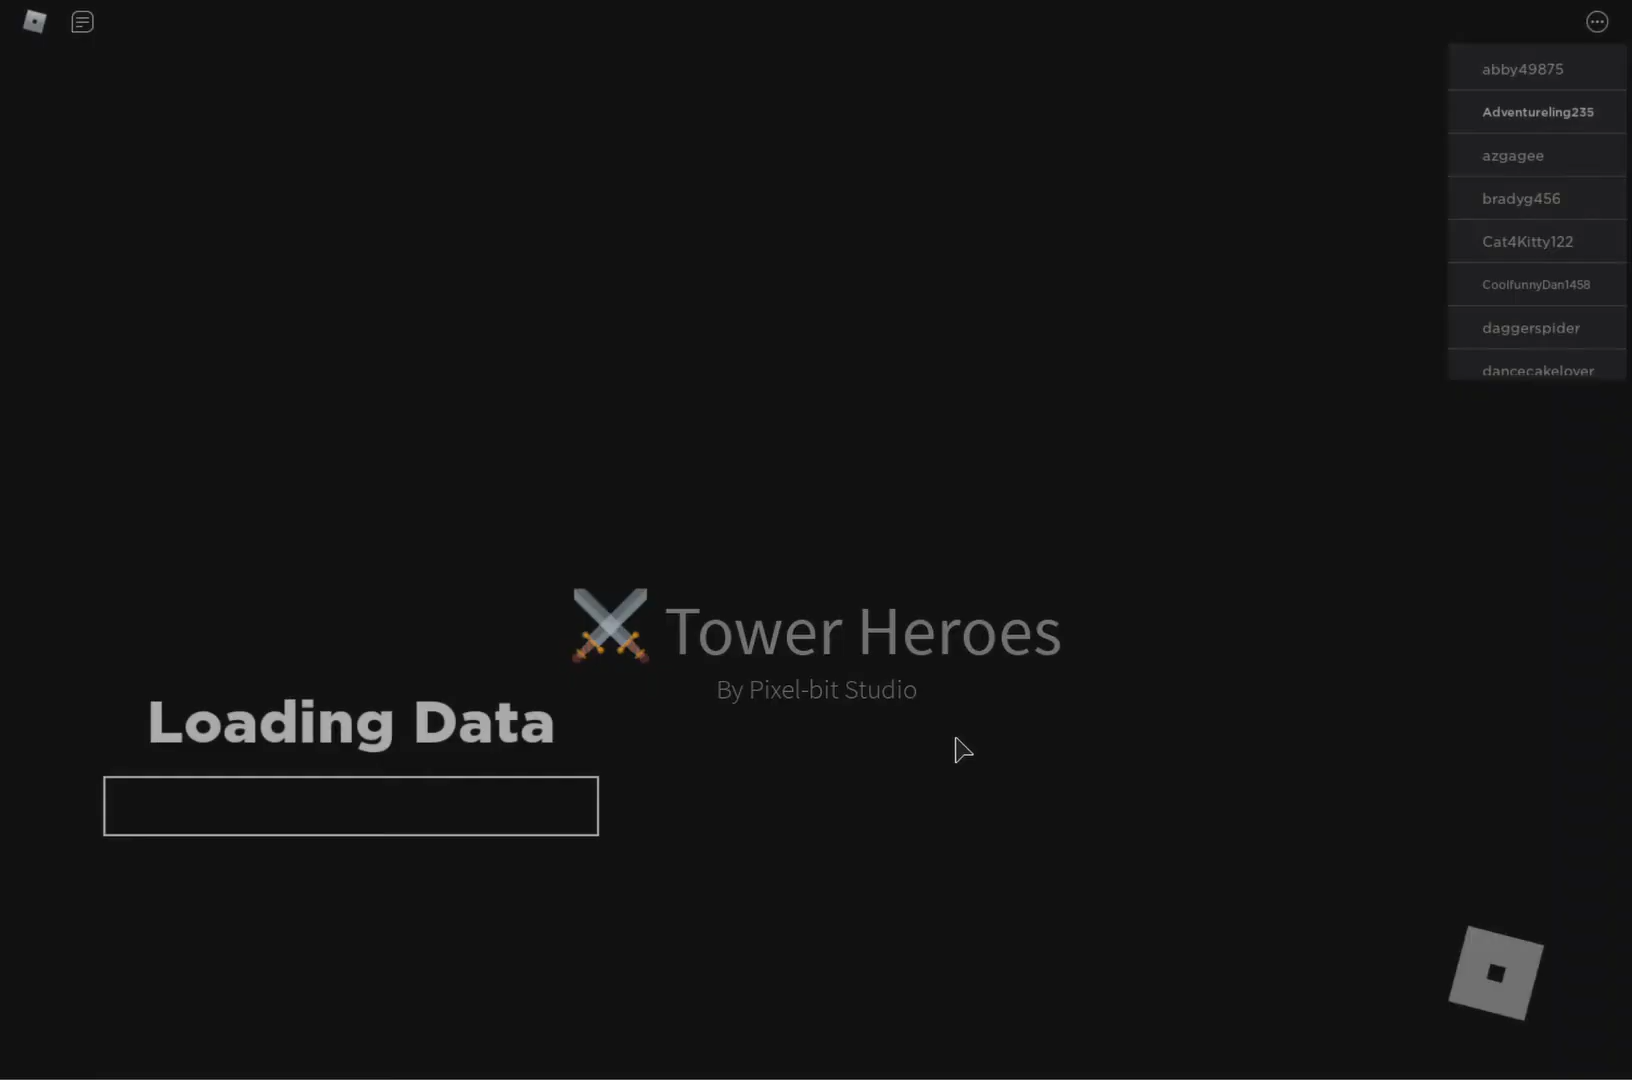 abby49875
Adventureling235
azgagee
bradyg456
Cat4Kitty122
CoolfunnyDan1458
daggerspider
dancecakelover
Tower Heroes
By Pixel-bit Studio
Loading Data